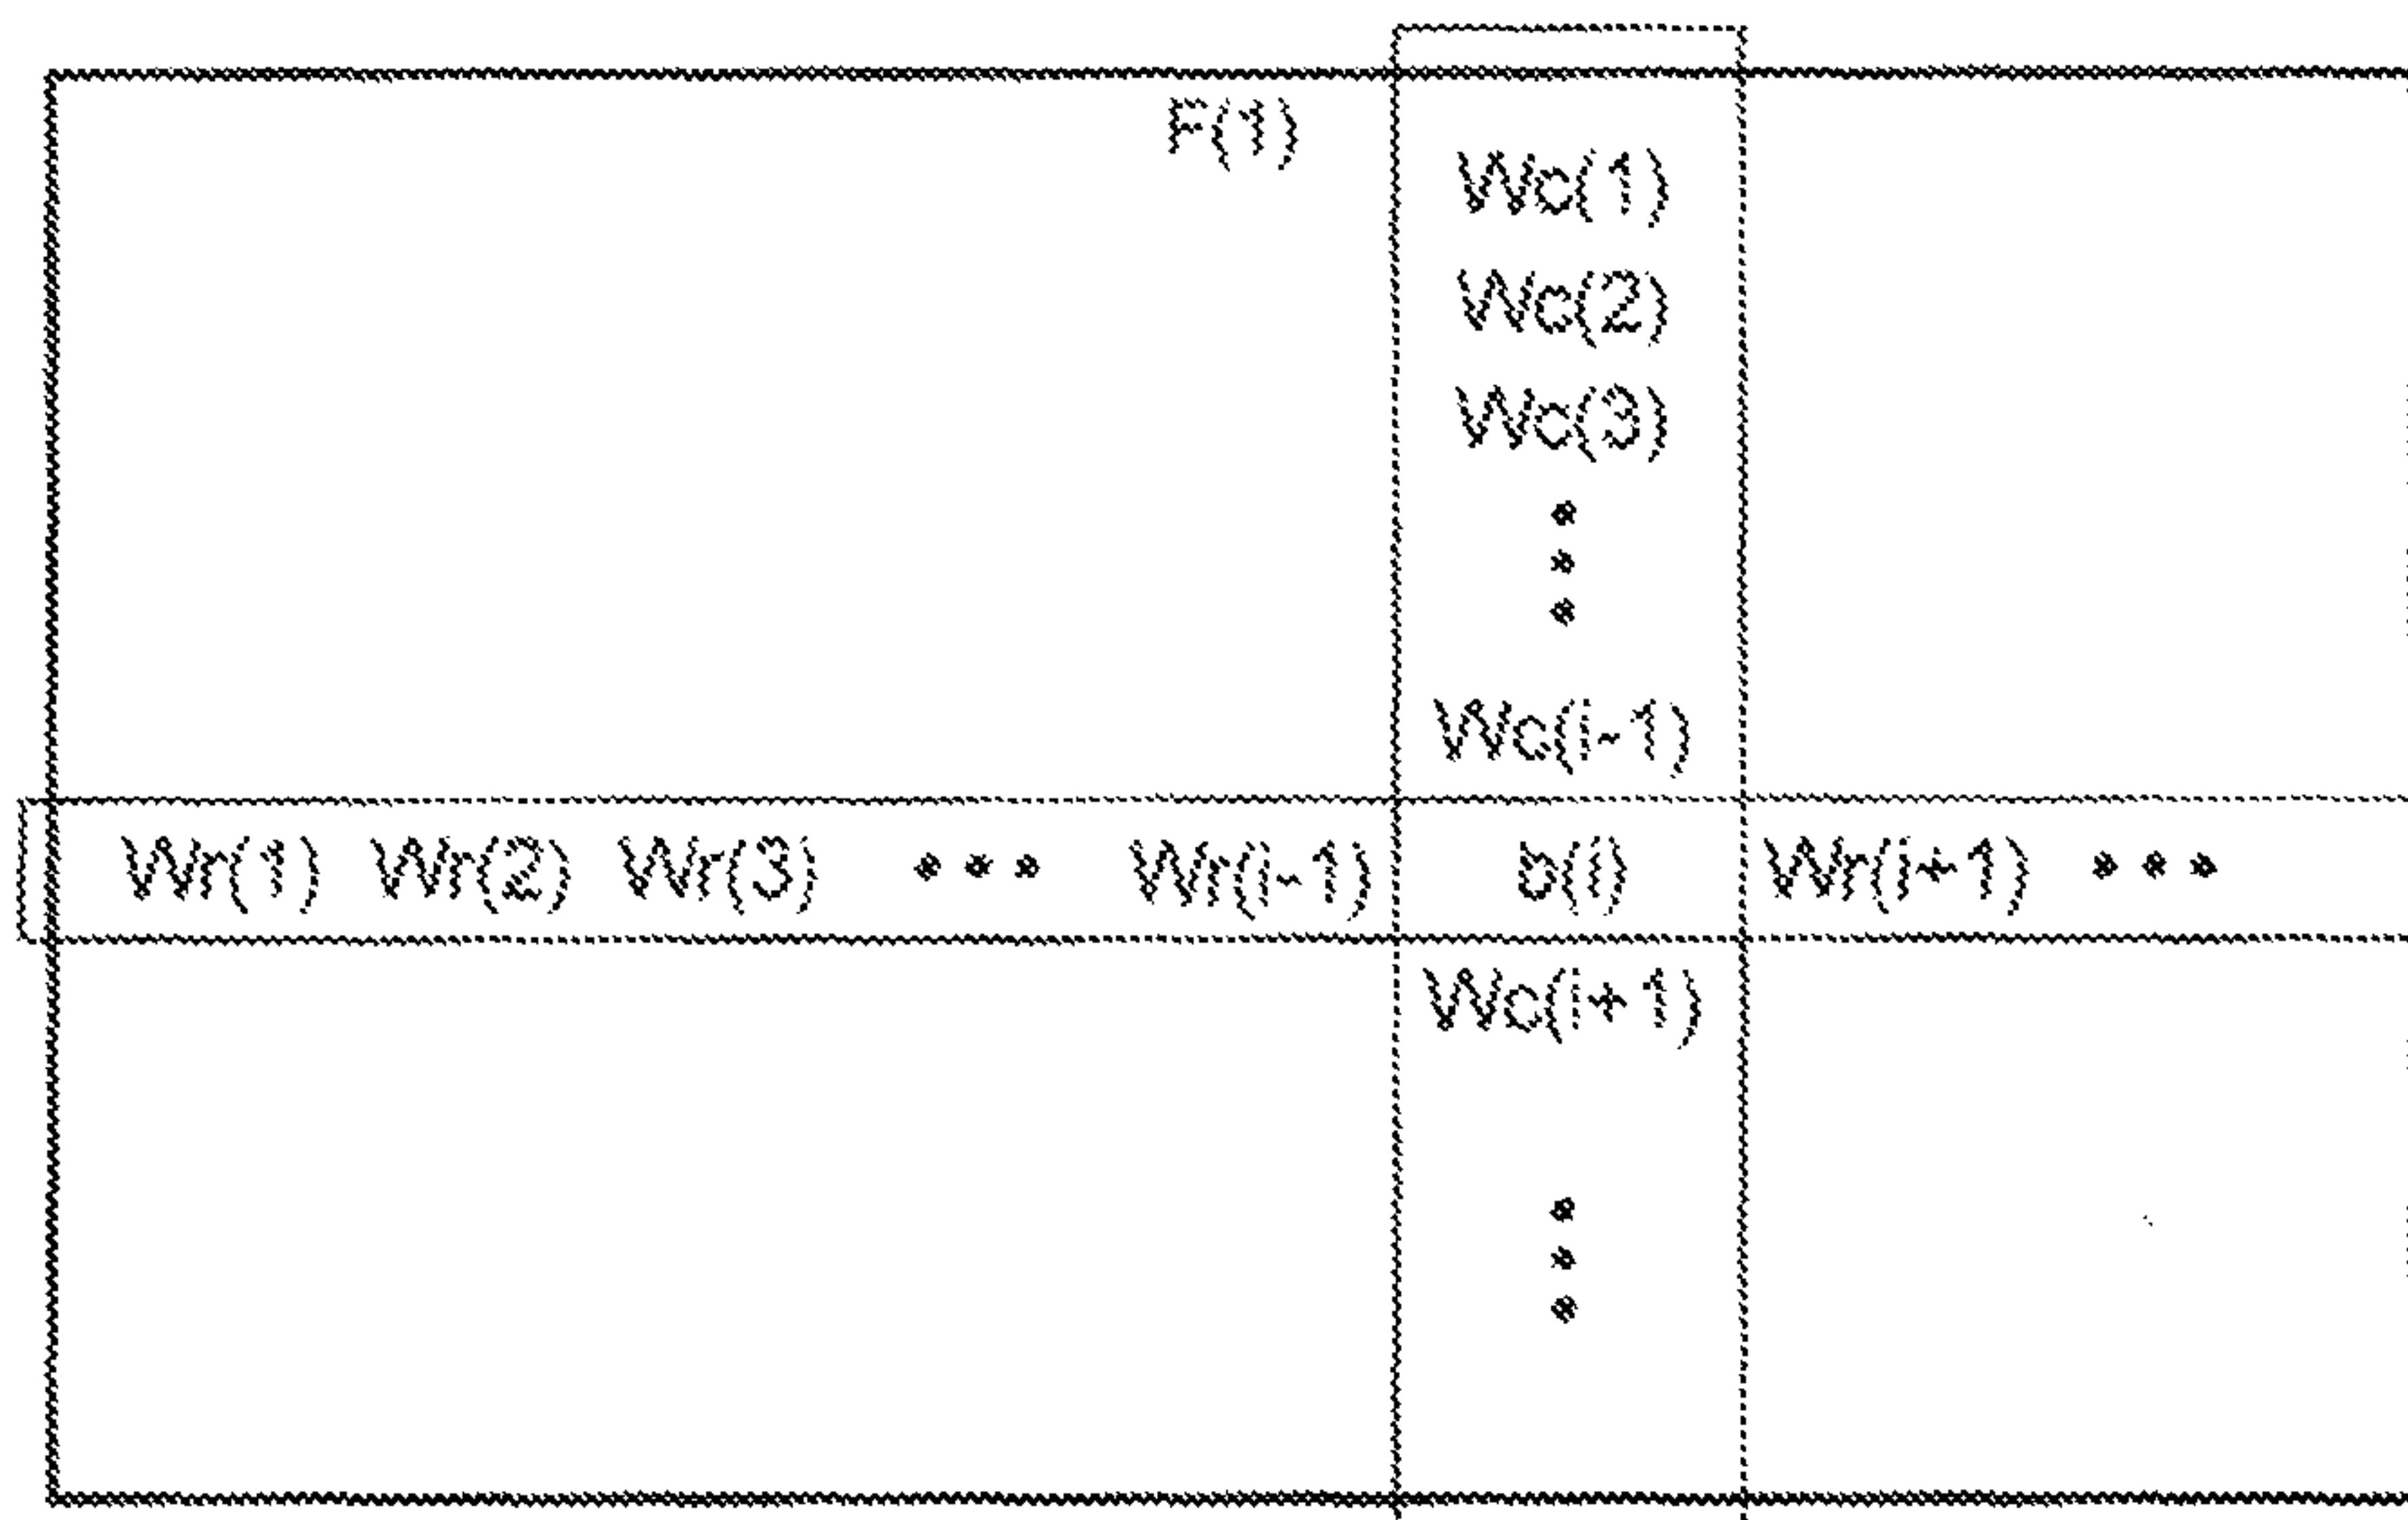 F(1)
Wc(1)
Wc(2)
Wc(3)
Wc(i-1)
Wr(1) Wr(2) Wr(3) • • • Wr(i-1) b(i) Wr(i+1) • • •
Wc(i+1)